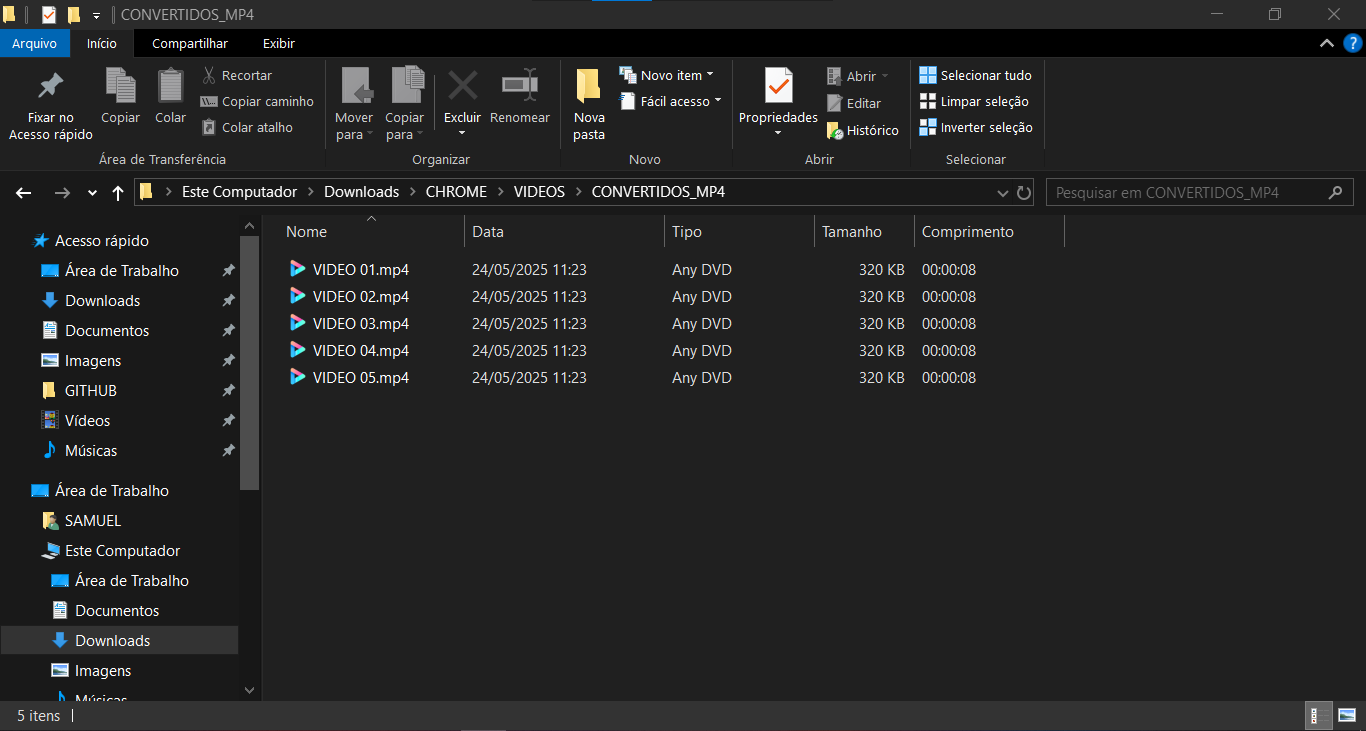 CONVERTIDOS_MP4
Arquivo Início Compartilhar Exibir
Fixar no Acesso rápido
Copiar
Colar
Recortar
Copiar caminho
Colar atalho
Área de Transferência
Mover para
Copiar para
Excluir
Renomear
Organizar
Nova pasta
Novo item
Fácil acesso
Novo
Propriedades
Abrir
Editar
Histórico
Abrir
Selecionar tudo
Limpar seleção
Inverter seleção
Selecionar
Este Computador > Downloads > CHROME > VIDEOS > CONVERTIDOS_MP4
Pesquisar em CONVERTIDOS_MP4
Acesso rápido
Área de Trabalho
Downloads
Documentos
Imagens
GITHUB
Vídeos
Músicas
Área de Trabalho
SAMUEL
Este Computador
Área de Trabalho
Documentos
Downloads
Imagens
Músicas
Nome Data Tipo Tamanho Comprimento
VIDEO 01.mp4 24/05/2025 11:23 Any DVD 320 KB 00:00:08
VIDEO 02.mp4 24/05/2025 11:23 Any DVD 320 KB 00:00:08
VIDEO 03.mp4 24/05/2025 11:23 Any DVD 320 KB 00:00:08
VIDEO 04.mp4 24/05/2025 11:23 Any DVD 320 KB 00:00:08
VIDEO 05.mp4 24/05/2025 11:23 Any DVD 320 KB 00:00:08
5 itens